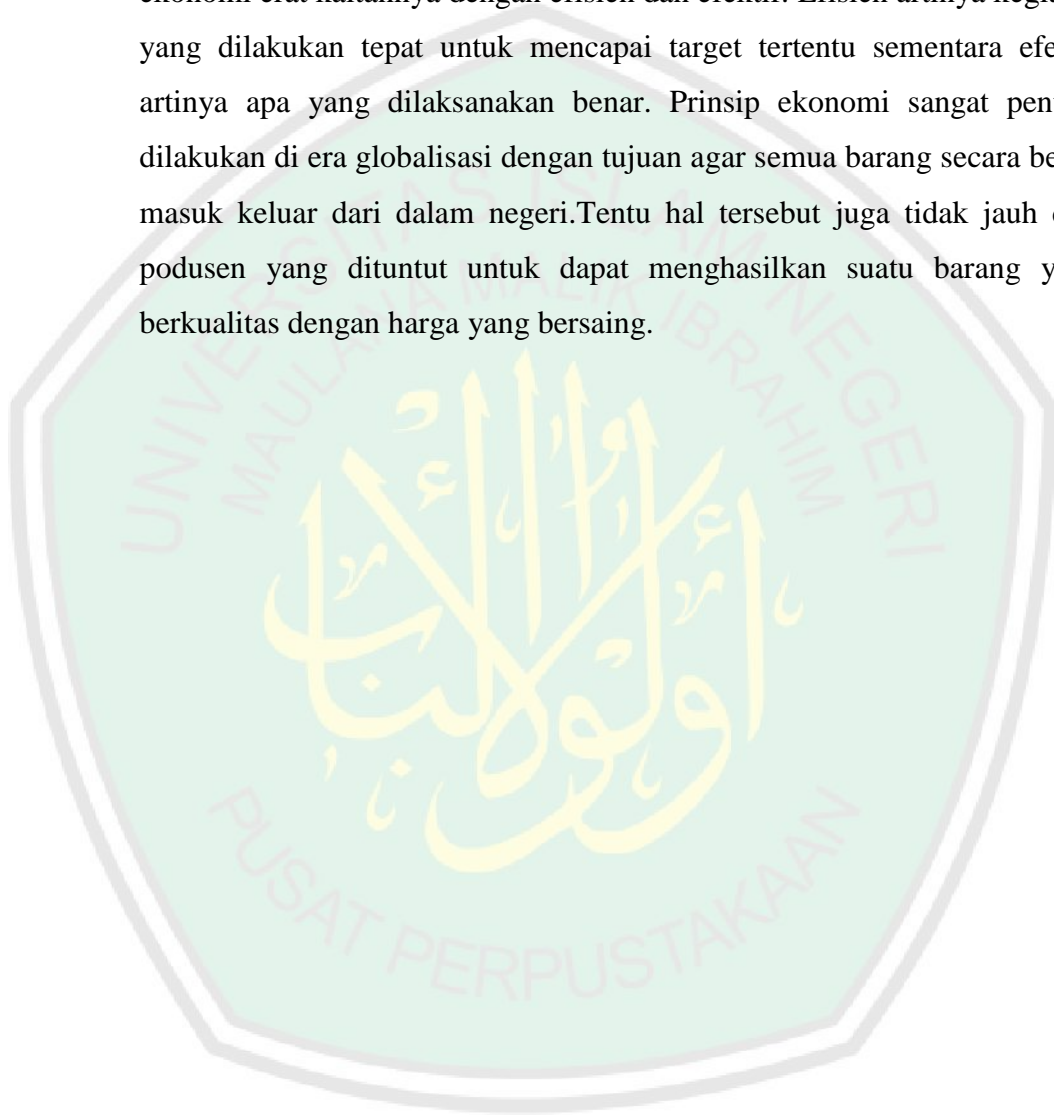 ekonomi erat kaitannya dengan efisien dan efektif. Efisien artinya kegia
yang dilakukan tepat untuk mencapai target tertentu sementara efe
artinya apa yang dilaksanakan benar. Prinsip ekonomi sangat pen
dilakukan di era globalisasi dengan tujuan agar semua barang secara be
masuk keluar dari dalam negeri.Tentu hal tersebut juga tidak jauh
podusen yang dituntut untuk dapat menghasilkan suatu barang y
berkualitas dengan harga yang bersaing.
UNIVERSITAS ISLAM NEGERI
MAULANA MALIK IBRAHIM
أولوا الألباب
PUSAT PERPUSTAKAAN